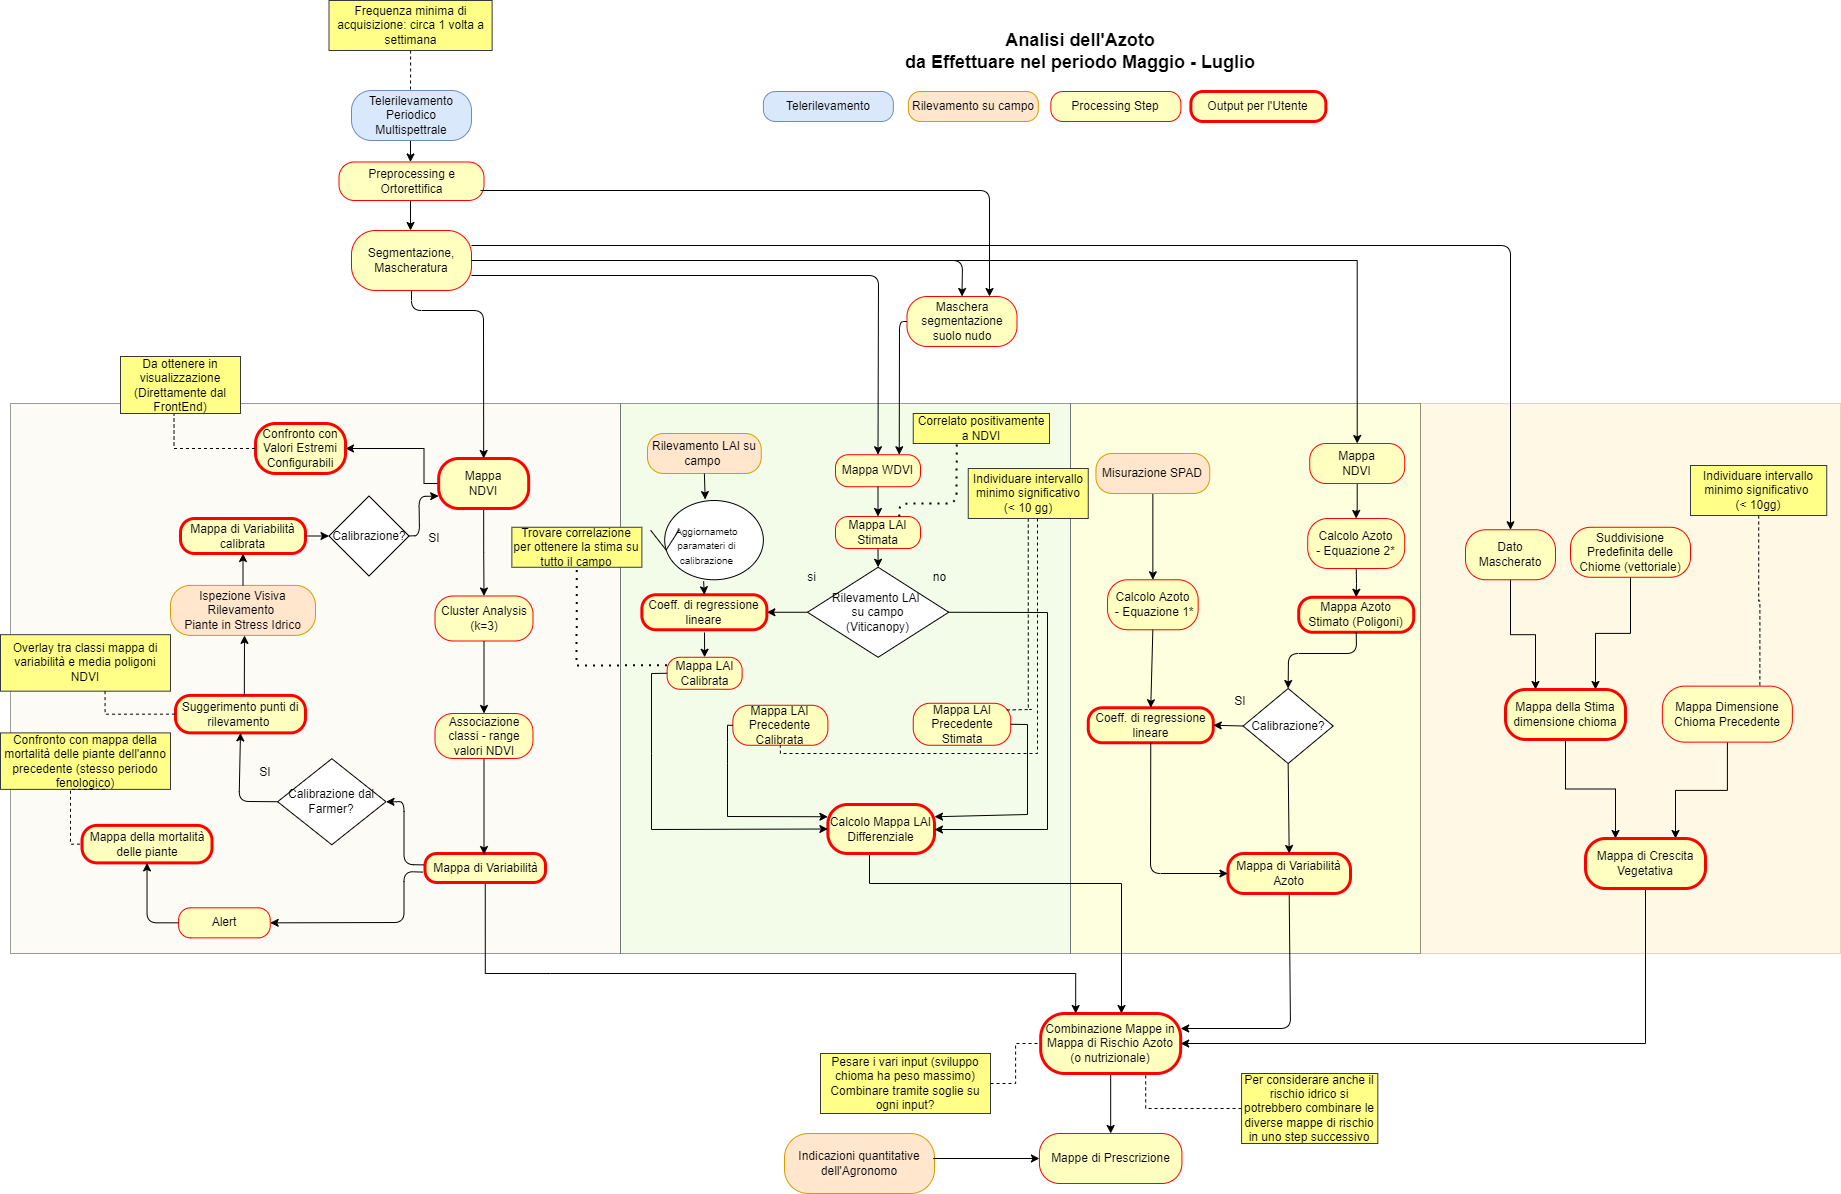 Frequenza minima di
acquisizione: circa 1 volta a
settimana
Analisi dell'Azoto
da Effettuare nel periodo Maggio - Luglio
Telerilevamento
Rilevamento su campo
Processing Step
Output per l'Utente
Telerilevamento
Periodico
Multispettrale
Preprocessing e
Ortorettifica
Segmentazione,
Mascheratura
Maschera
segmentazione
suolo nudo
Da ottenere in
visualizzazione
(Direttamente dal
FrontEnd)
Confronto con
Valori Estremi
Configurabili
Mappa
NDVI
Mappa di Variabilità
calibrata
Calibrazione?
SI
Ispezione Visiva
Rilevamento
Piante in Stress Idrico
Cluster Analysis
(k=3)
Overlay tra classi mappa di
variabilità e media poligoni
NDVI
Suggerimento punti di
rilevamento
Associazione
classi - range
valori NDVI
Confronto con mappa della
mortalità delle piante dell'anno
precedente (stesso periodo
fenologico)
SI
Calibrazione dal
Farmer?
Mappa della mortalità
delle piante
Mappa di Variabilità
Alert
Rilevamento LAI su
campo
Mappa WDVI
Correlato positivamente
a NDVI
Individuare intervallo
minimo significativo
(< 10 gg)
Trovare correlazione
per ottenere la stima su
tutto il campo
Aggiornameto
paramateri di
calibrazione
Mappa LAI
Stimata
si
no
Coeff. di regressione
lineare
Rilevamento LAI
su campo
(Viticanopy)
Mappa LAI
Calibrata
Mappa LAI
Precedente
Calibrata
Mappa LAI
Precedente
Stimata
Calcolo Mappa LAI
Differenziale
Misurazione SPAD
Mappa
NDVI
Calcolo Azoto
- Equazione 2*
Calcolo Azoto
- Equazione 1*
Mappa Azoto
Stimato (Poligoni)
SI
Coeff. di regressione
lineare
Calibrazione?
Mappa di Variabilità
Azoto
Individuare intervallo
minimo significativo
(< 10gg)
Dato
Mascherato
Suddivisione
Predefinita delle
Chiome (vettoriale)
Mappa della Stima
dimensione chioma
Mappa Dimensione
Chioma Precedente
Mappa di Crescita
Vegetativa
Combinazione Mappe in
Mappa di Rischio Azoto
(o nutrizionale)
Pesare i vari input (sviluppo
chioma ha peso massimo)
Combinare tramite soglie su
ogni input?
Per considerare anche il
rischio idrico si
potrebbero combinare le
diverse mappe di rischio
in uno step successivo
Indicazioni quantitative
dell'Agronomo
Mappe di Prescrizione